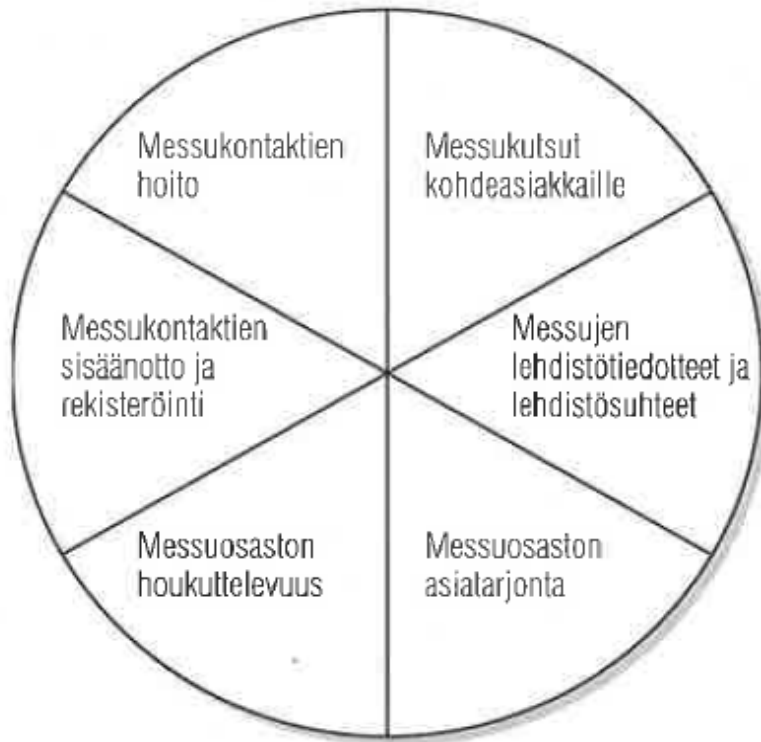 Messukontaktien
hoito
Messukutsut
kohdeasiakkaille
Messukontaktien
sisäänotto ja
rekisteröinti
Messujen
lehdistötiedotteet ja
lehdistösuhteet
Messuosaston
houkuttelevuus
Messuosaston
asiatarjonta